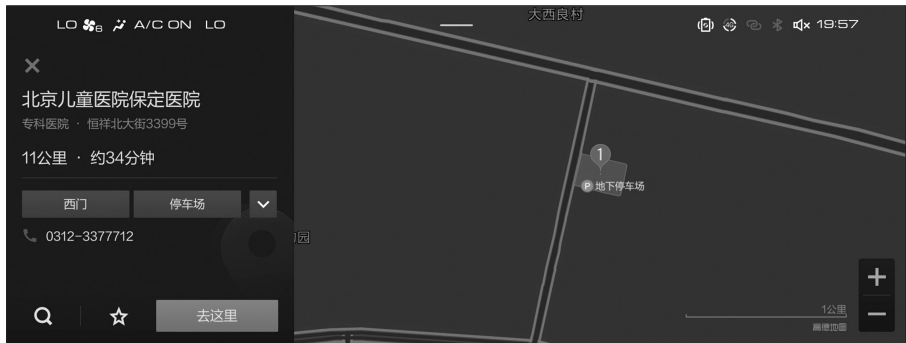 LO 6 A/C ON LO
大西良村
4G 19:57
北京儿童医院保定医院
专科医院 · 恒祥北大街3399号
11公里 · 约34分钟
西门 停车场
0312-3377712
去这里
1
P 地下停车场
园
1公里
高德地图